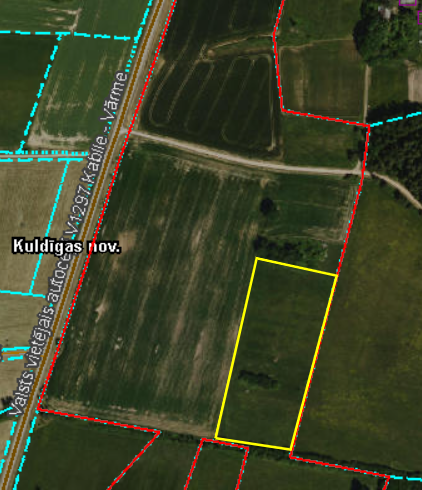 Valsts vietējais autoceļš V1297 Kabile - Vārme
Kuldīgas nov.